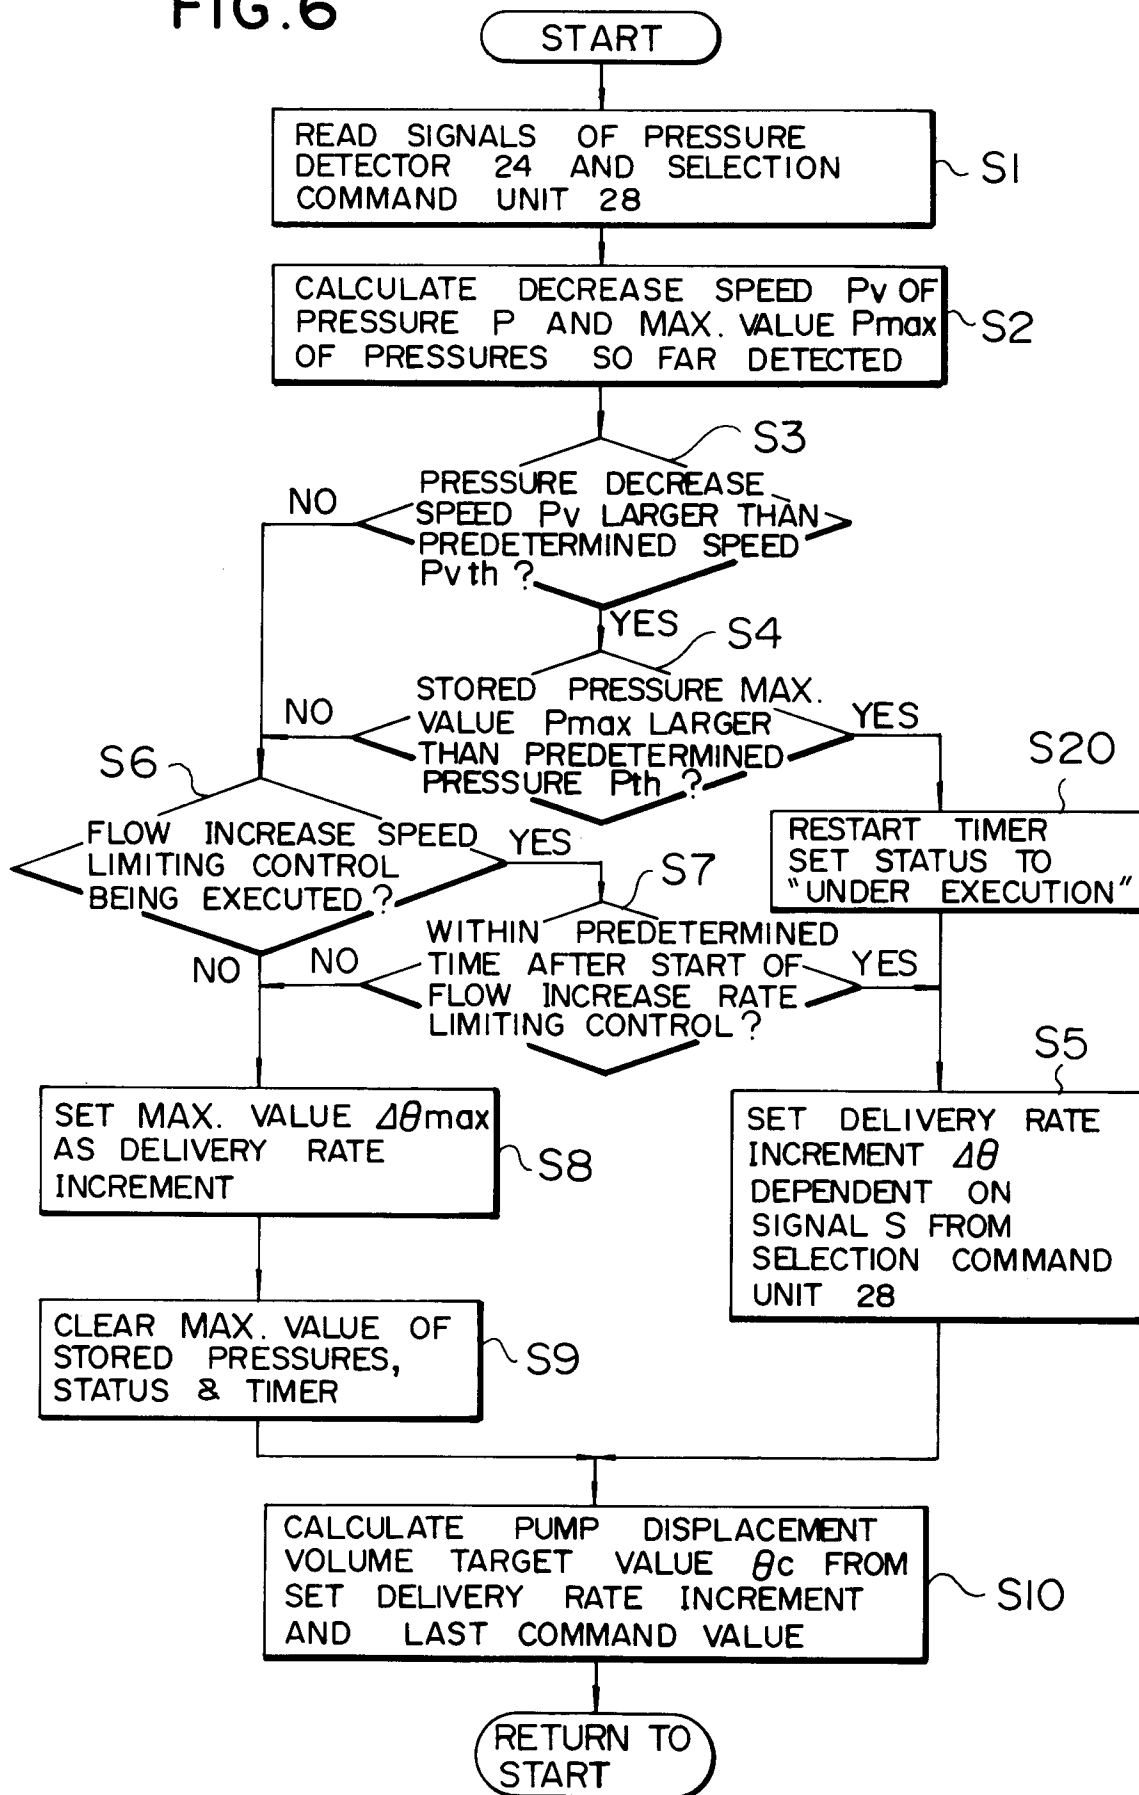 FIG.6
START
READ SIGNALS OF PRESSURE
DETECTOR 24 AND SELECTION
COMMAND UNIT 28
S1
CALCULATE DECREASE SPEED Pv OF
PRESSURE P AND MAX. VALUE Pmax
OF PRESSURES SO FAR DETECTED
S2
S3
PRESSURE DECREASE
SPEED Pv LARGER THAN
PREDETERMINED SPEED
Pvth ?
NO
YES
S4
STORED PRESSURE MAX.
VALUE Pmax LARGER
THAN PREDETERMINED
PRESSURE Pth ?
NO
YES
S6
FLOW INCREASE SPEED
LIMITING CONTROL
BEING EXECUTED ?
YES
NO
S20
RESTART TIMER
SET STATUS TO
"UNDER EXECUTION"
S7
WITHIN PREDETERMINED
TIME AFTER START OF
FLOW INCREASE RATE
LIMITING CONTROL ?
NO
YES
S8
SET MAX. VALUE Δθmax
AS DELIVERY RATE
INCREMENT
S5
SET DELIVERY RATE
INCREMENT Δθ
DEPENDENT ON
SIGNAL S FROM
SELECTION COMMAND
UNIT 28
CLEAR MAX. VALUE OF
STORED PRESSURES,
STATUS & TIMER
S9
CALCULATE PUMP DISPLACEMENT
VOLUME TARGET VALUE θc FROM
SET DELIVERY RATE INCREMENT
AND LAST COMMAND VALUE
S10
RETURN TO
START